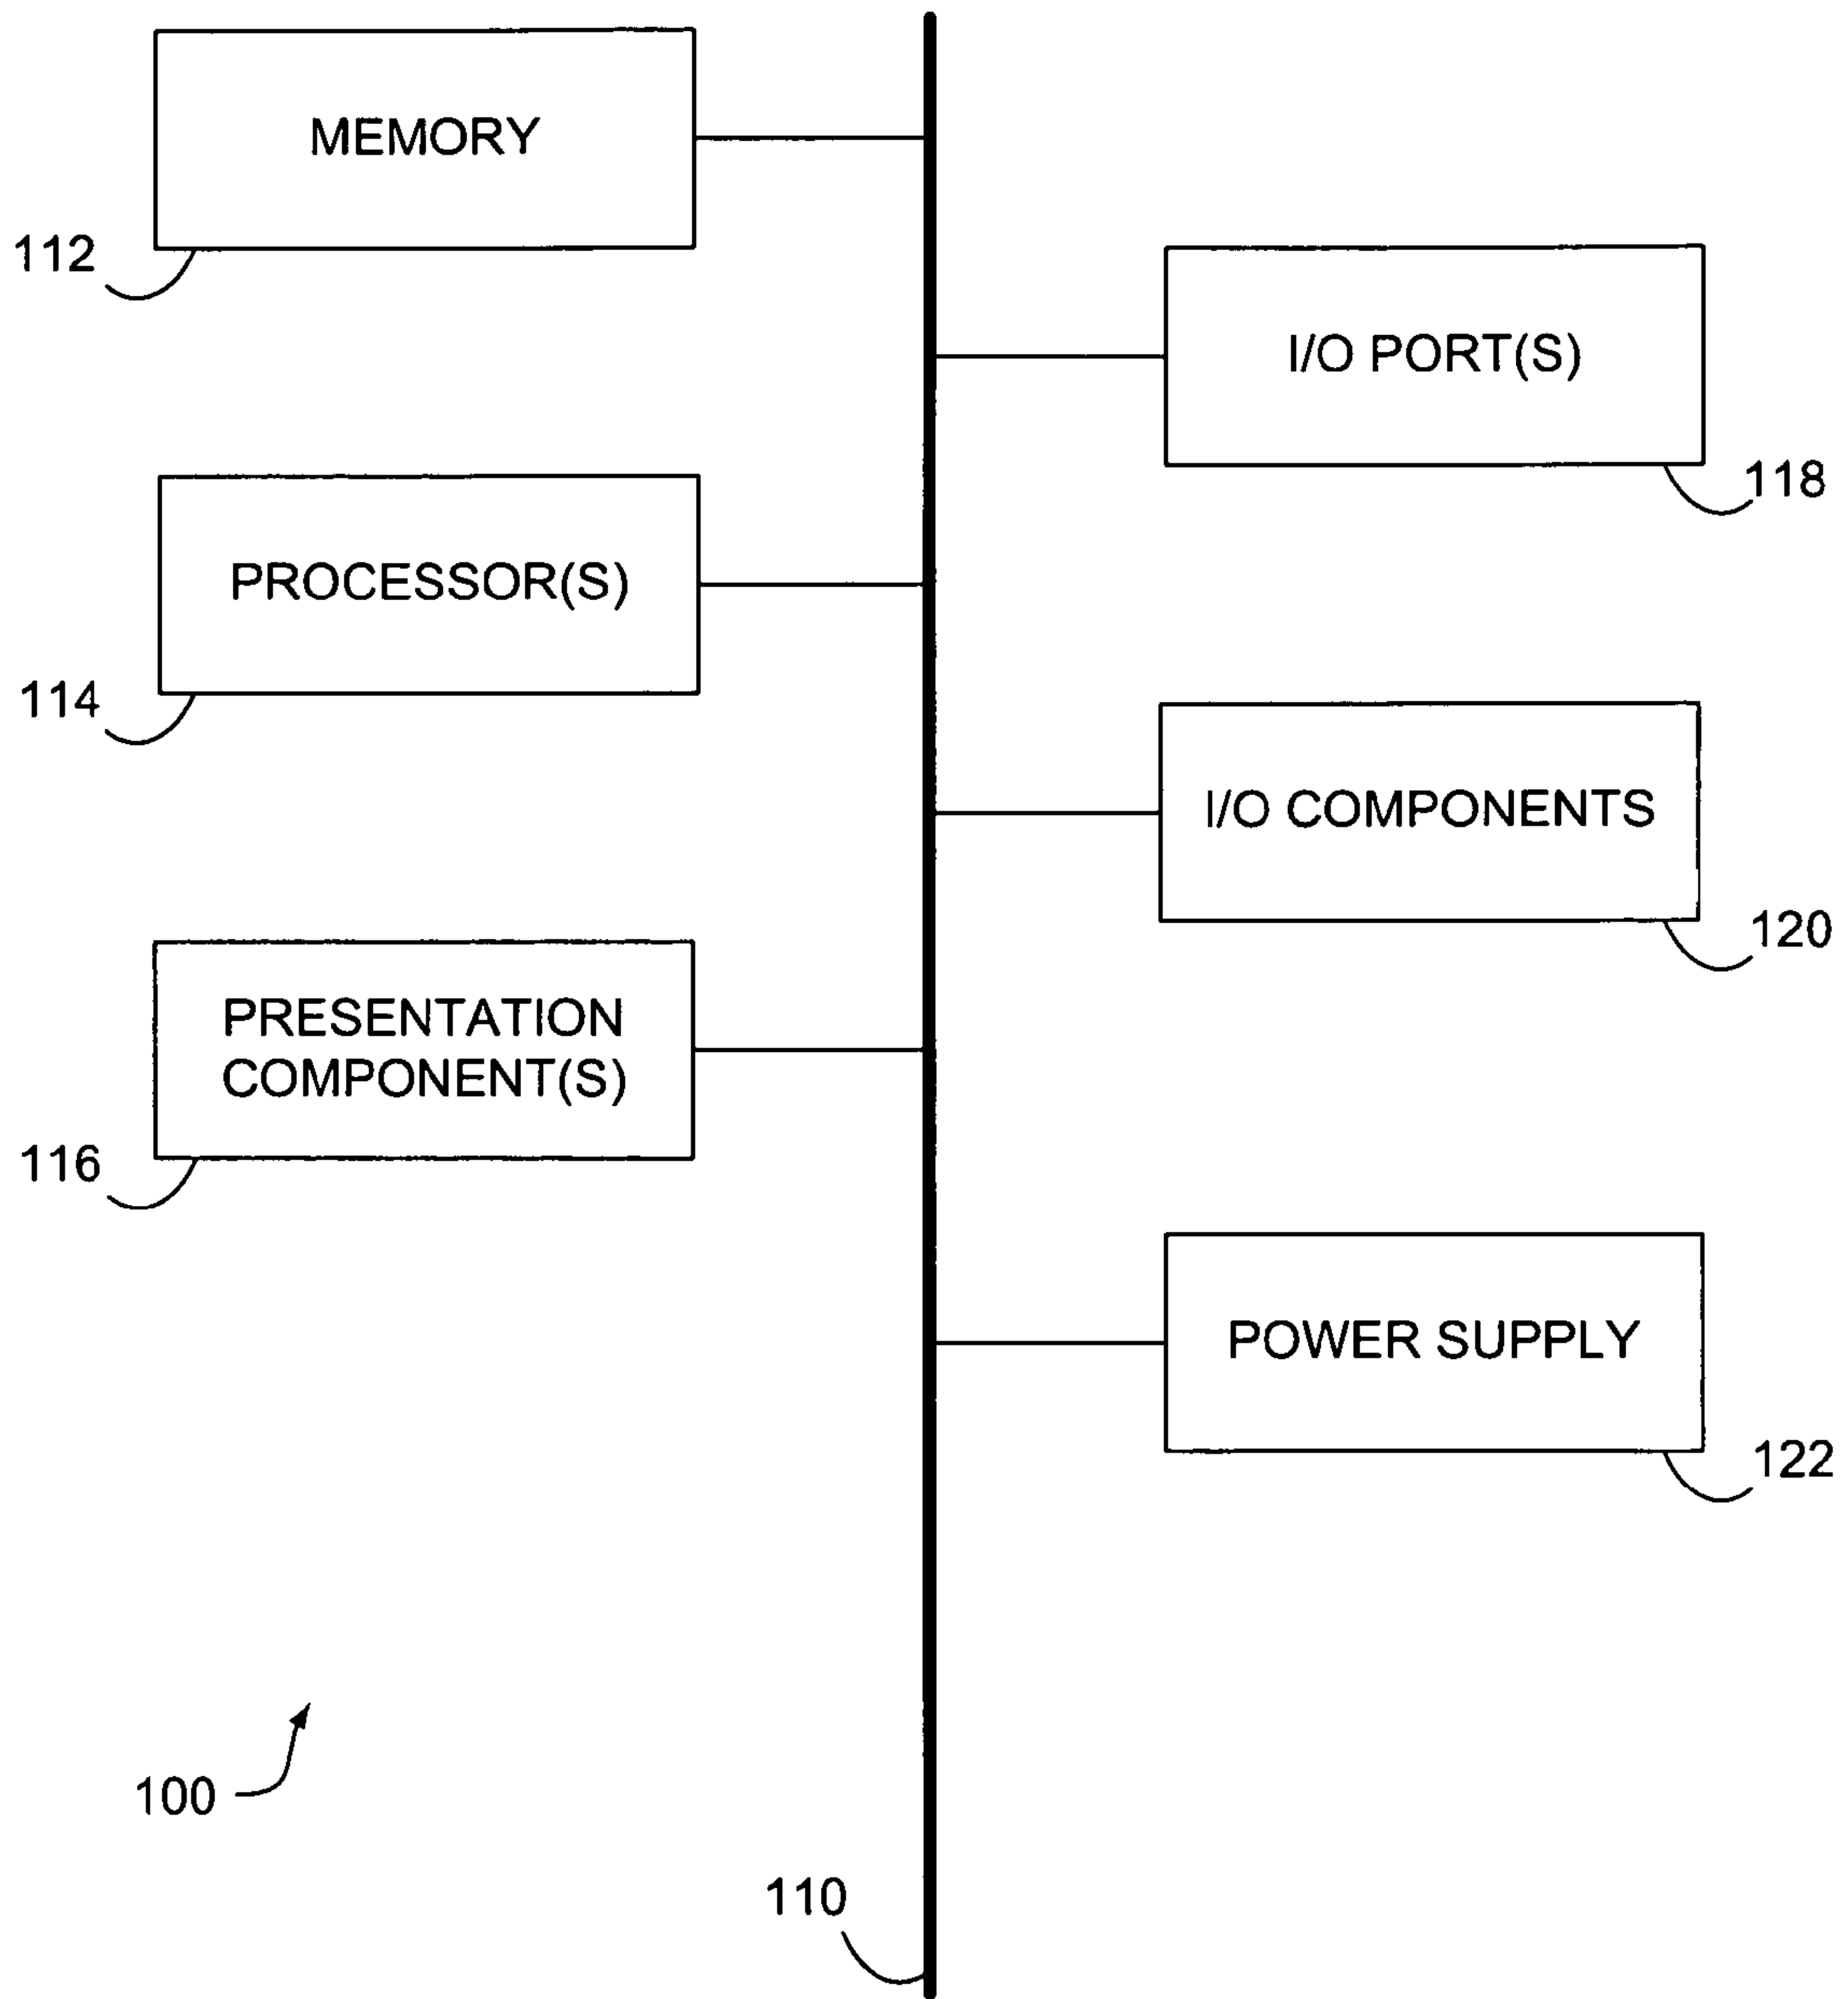 MEMORY
112
I/O PORT(S)
118
PROCESSOR(S)
114
I/O COMPONENTS
120
PRESENTATION
COMPONENT(S)
116
POWER SUPPLY
122
100
110